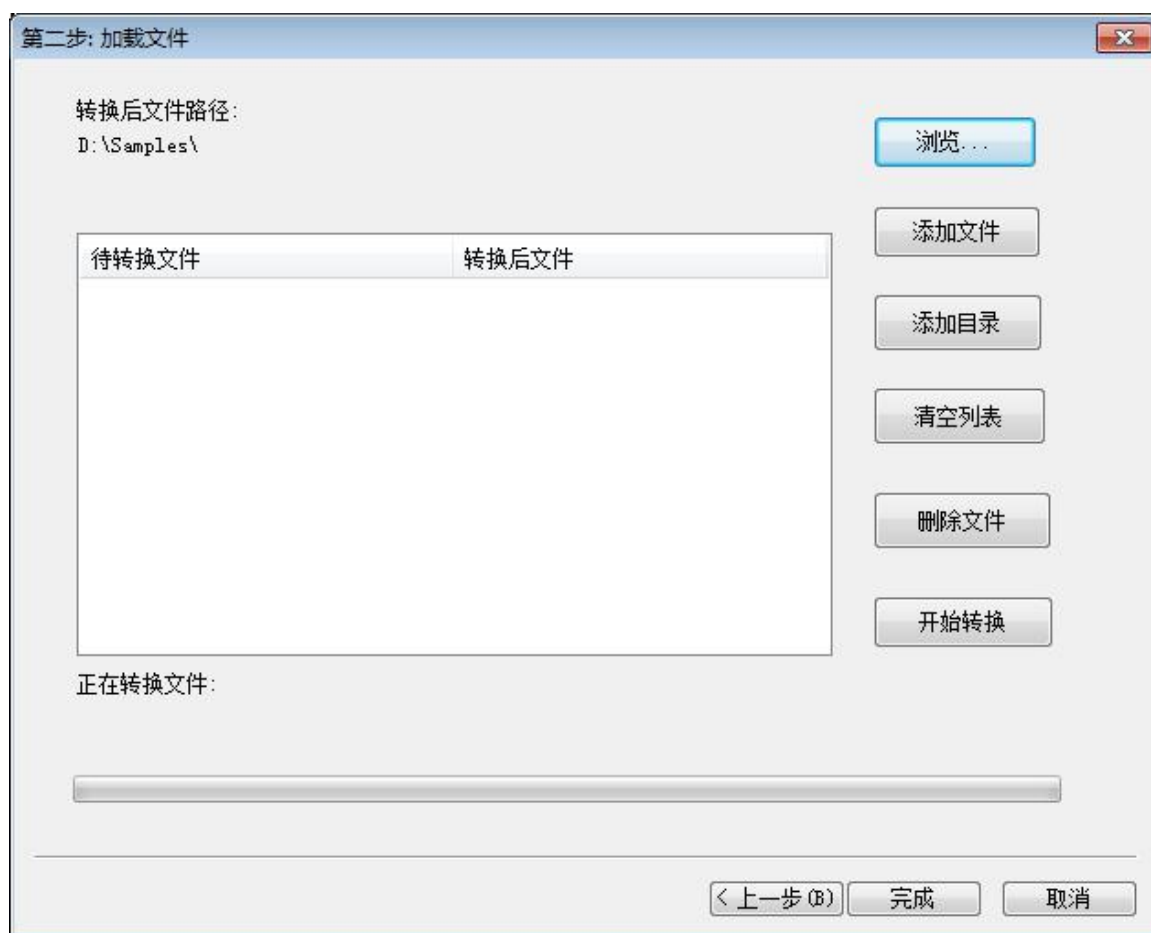 第二步: 加载文件
转换后文件路径:
D:\Samples\
浏览...
添加文件
待转换文件 转换后文件
添加目录
清空列表
删除文件
开始转换
正在转换文件:
< 上一步(B) 完成 取消